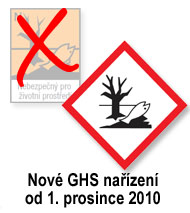 N
Nebezpečný pro
životní prostředí
Nové GHS nařízení
od 1. prosince 2010